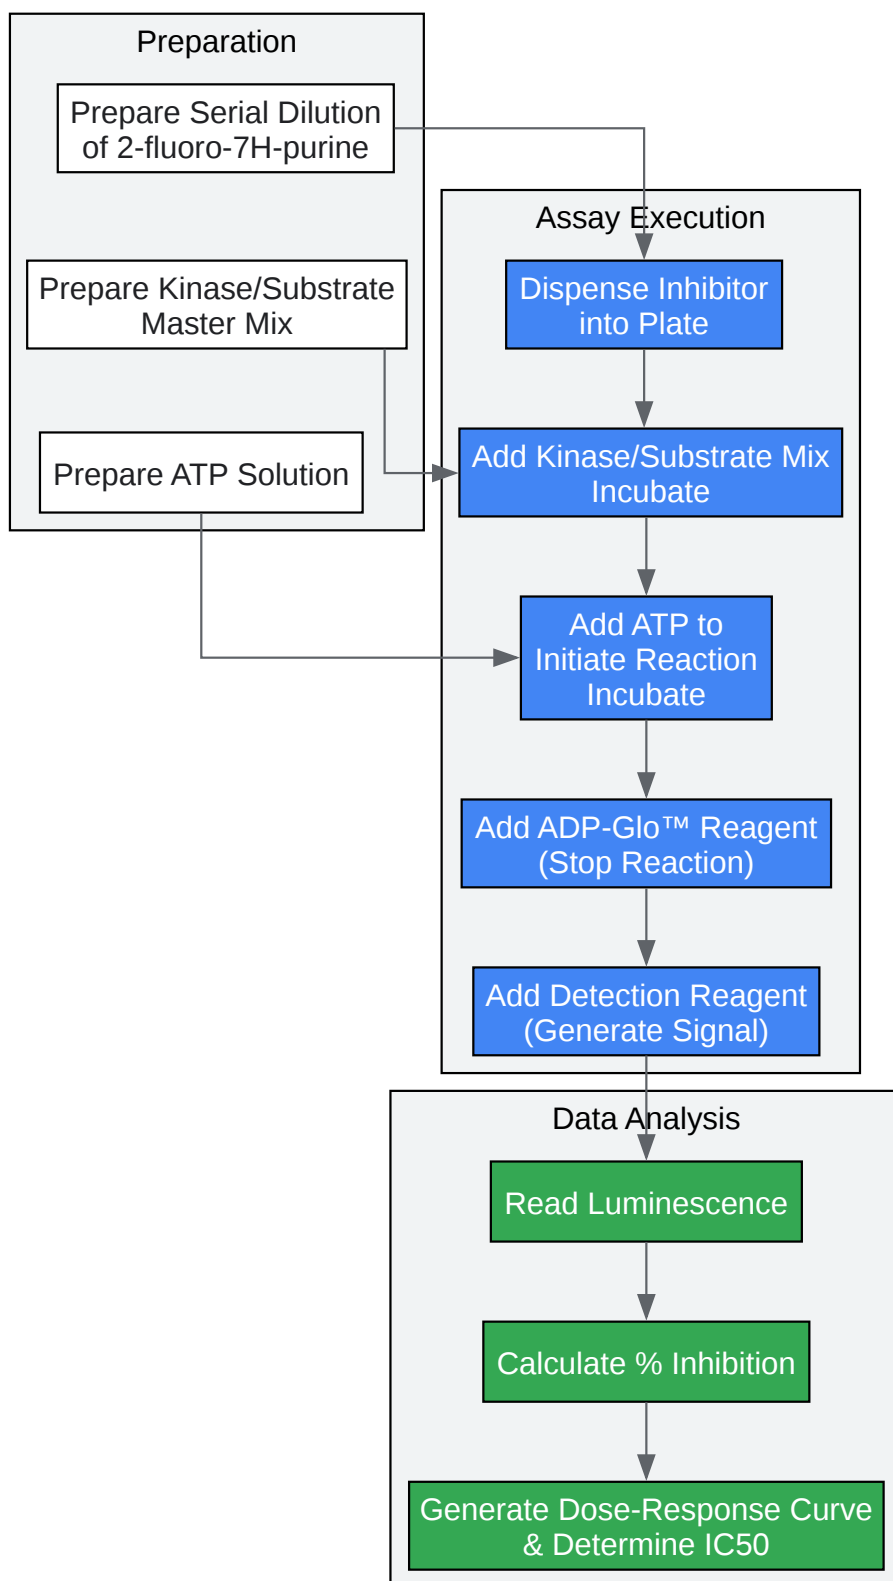 Preparation
Prepare Serial Dilution
of 2-fluoro-7H-purine
Prepare Kinase/Substrate
Master Mix
Prepare ATP Solution
Assay Execution
Dispense Inhibitor
into Plate
Add Kinase/Substrate Mix
Incubate
Add ATP to
Initiate Reaction
Incubate
Add ADP-Glo™ Reagent
(Stop Reaction)
Add Detection Reagent
(Generate Signal)
Data Analysis
Read Luminescence
Calculate % Inhibition
Generate Dose-Response Curve
& Determine IC50